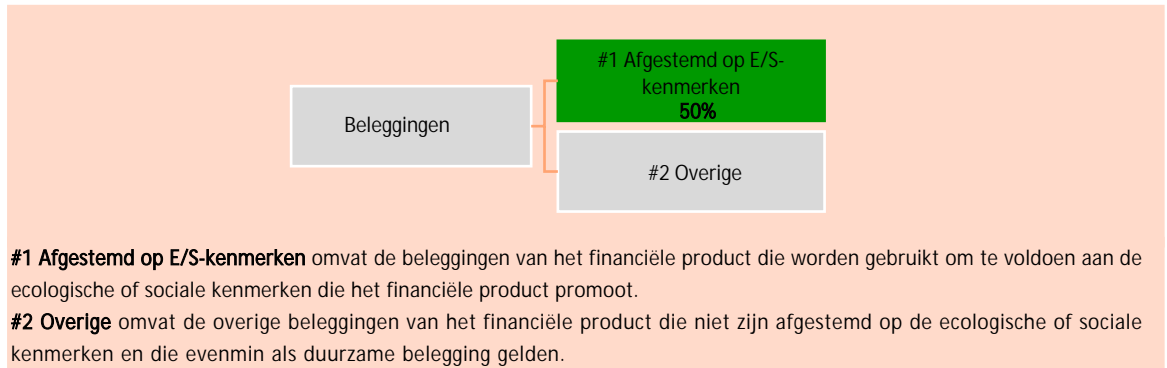 #1 Afgestemd op E/S-
kenmerken
50%
Beleggingen
#2 Overige
#1 Afgestemd op E/S-kenmerken omvat de beleggingen van het financiële product die worden gebruikt om te voldoen aan de
ecologische of sociale kenmerken die het financiële product promoot.
#2 Overige omvat de overige beleggingen van het financiële product die niet zijn afgestemd op de ecologische of sociale
kenmerken en die evenmin als duurzame belegging gelden.